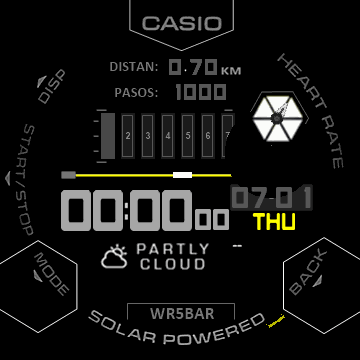 CASIO
DISTAN: 0.70 KM
PASOS: 1000
DISP
HEART RATE
2 3 4 5 6 7
START/STOP
00:00 00
07-01
THU
PARTLY
CLOUD
--
MODE
BACK
WR5BAR
SOLAR POWERED